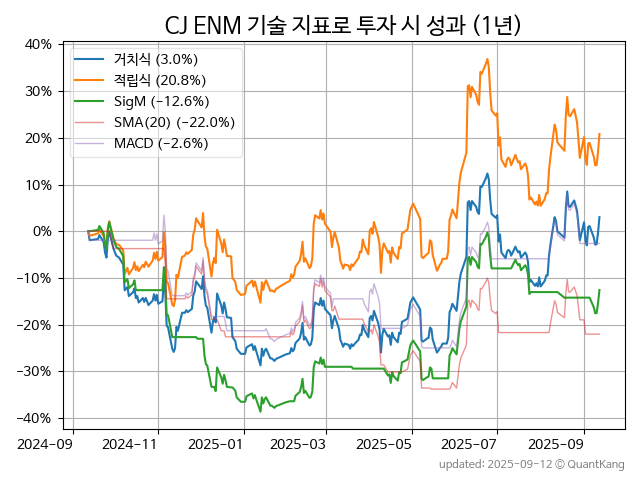 CJ ENM 기술 지표로 투자 시 성과 (1년)
40%
30%
20%
10%
0%
−10%
−20%
−30%
−40%
거치식 (3.0%)
적립식 (20.8%)
SigM (−12.6%)
SMA(20) (−22.0%)
MACD (−2.6%)
2024-09 2024-11 2025-01 2025-03 2025-05 2025-07 2025-09
updated: 2025-09-12 © QuantKang